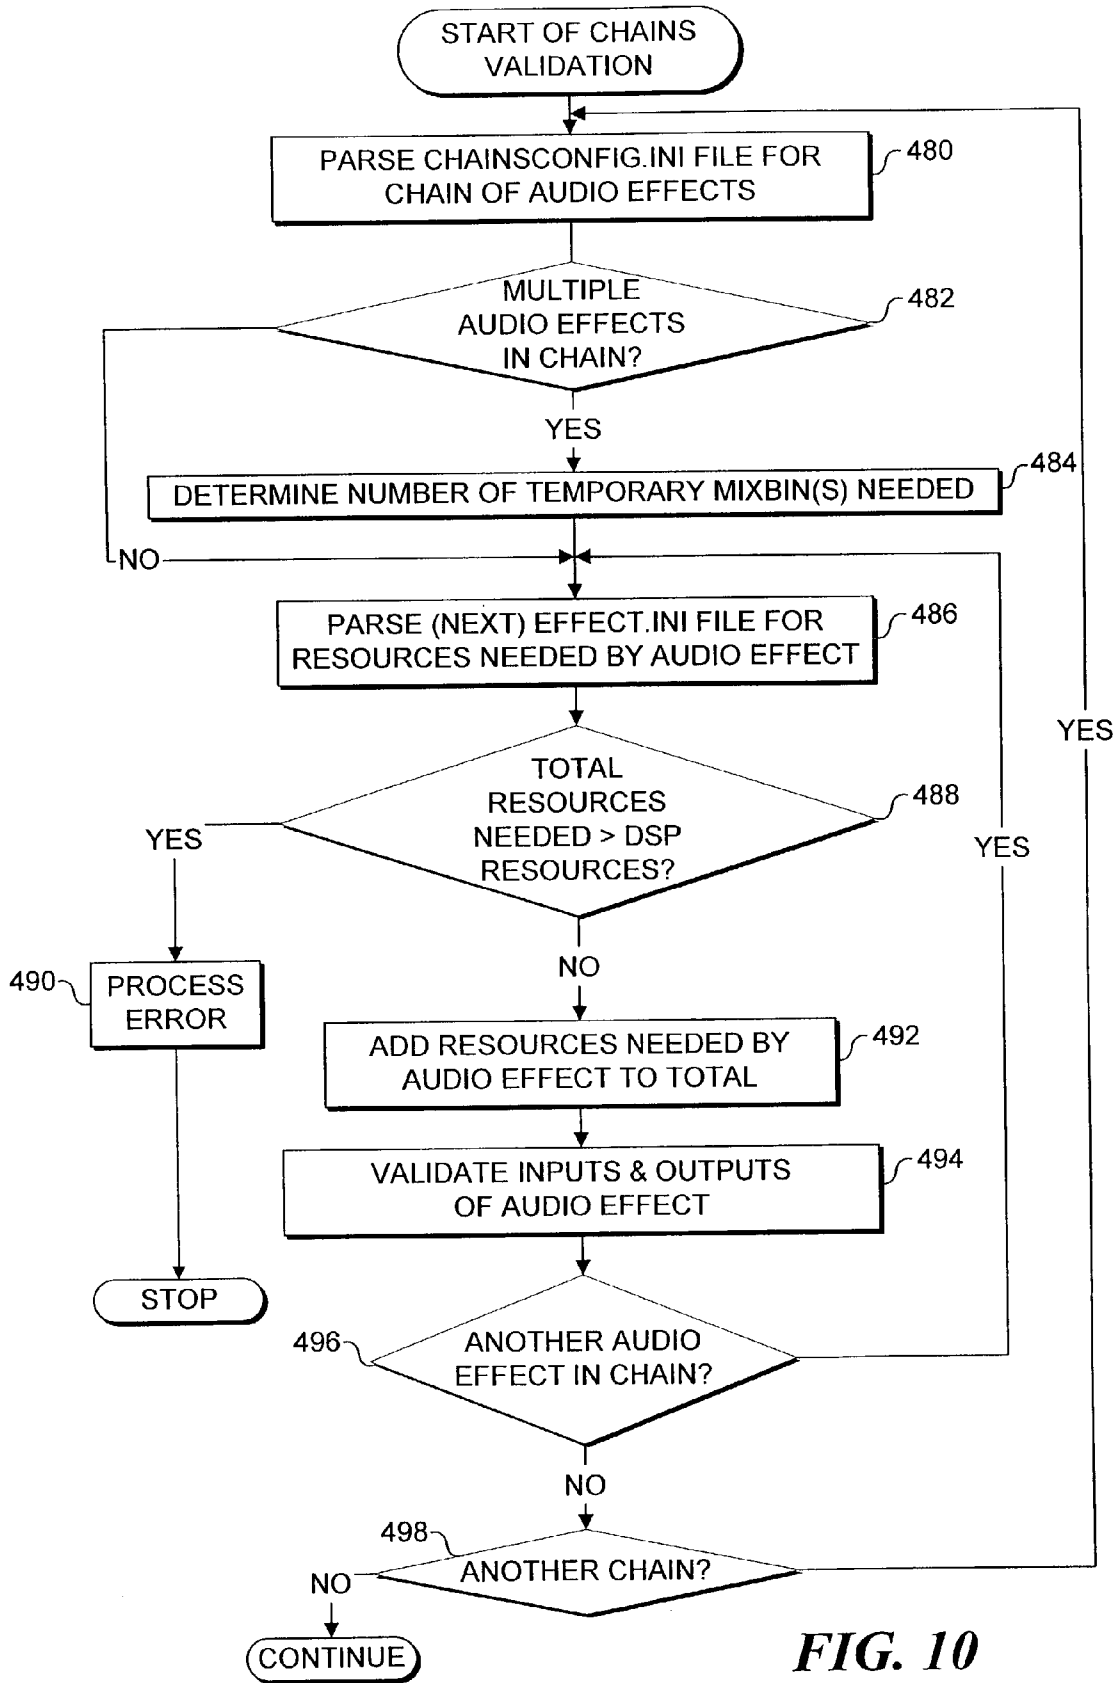 START OF CHAINS
VALIDATION
PARSE CHAINSCONFIG.INI FILE FOR
CHAIN OF AUDIO EFFECTS
480
MULTIPLE
AUDIO EFFECTS
IN CHAIN?
482
YES
DETERMINE NUMBER OF TEMPORARY MIXBIN(S) NEEDED
484
NO
PARSE (NEXT) EFFECT.INI FILE FOR
RESOURCES NEEDED BY AUDIO EFFECT
486
YES
TOTAL
RESOURCES
NEEDED > DSP
RESOURCES?
488
YES
YES
NO
490
PROCESS
ERROR
ADD RESOURCES NEEDED BY
AUDIO EFFECT TO TOTAL
492
VALIDATE INPUTS & OUTPUTS
OF AUDIO EFFECT
494
STOP
496
ANOTHER AUDIO
EFFECT IN CHAIN?
NO
498
ANOTHER CHAIN?
NO
CONTINUE
FIG. 10